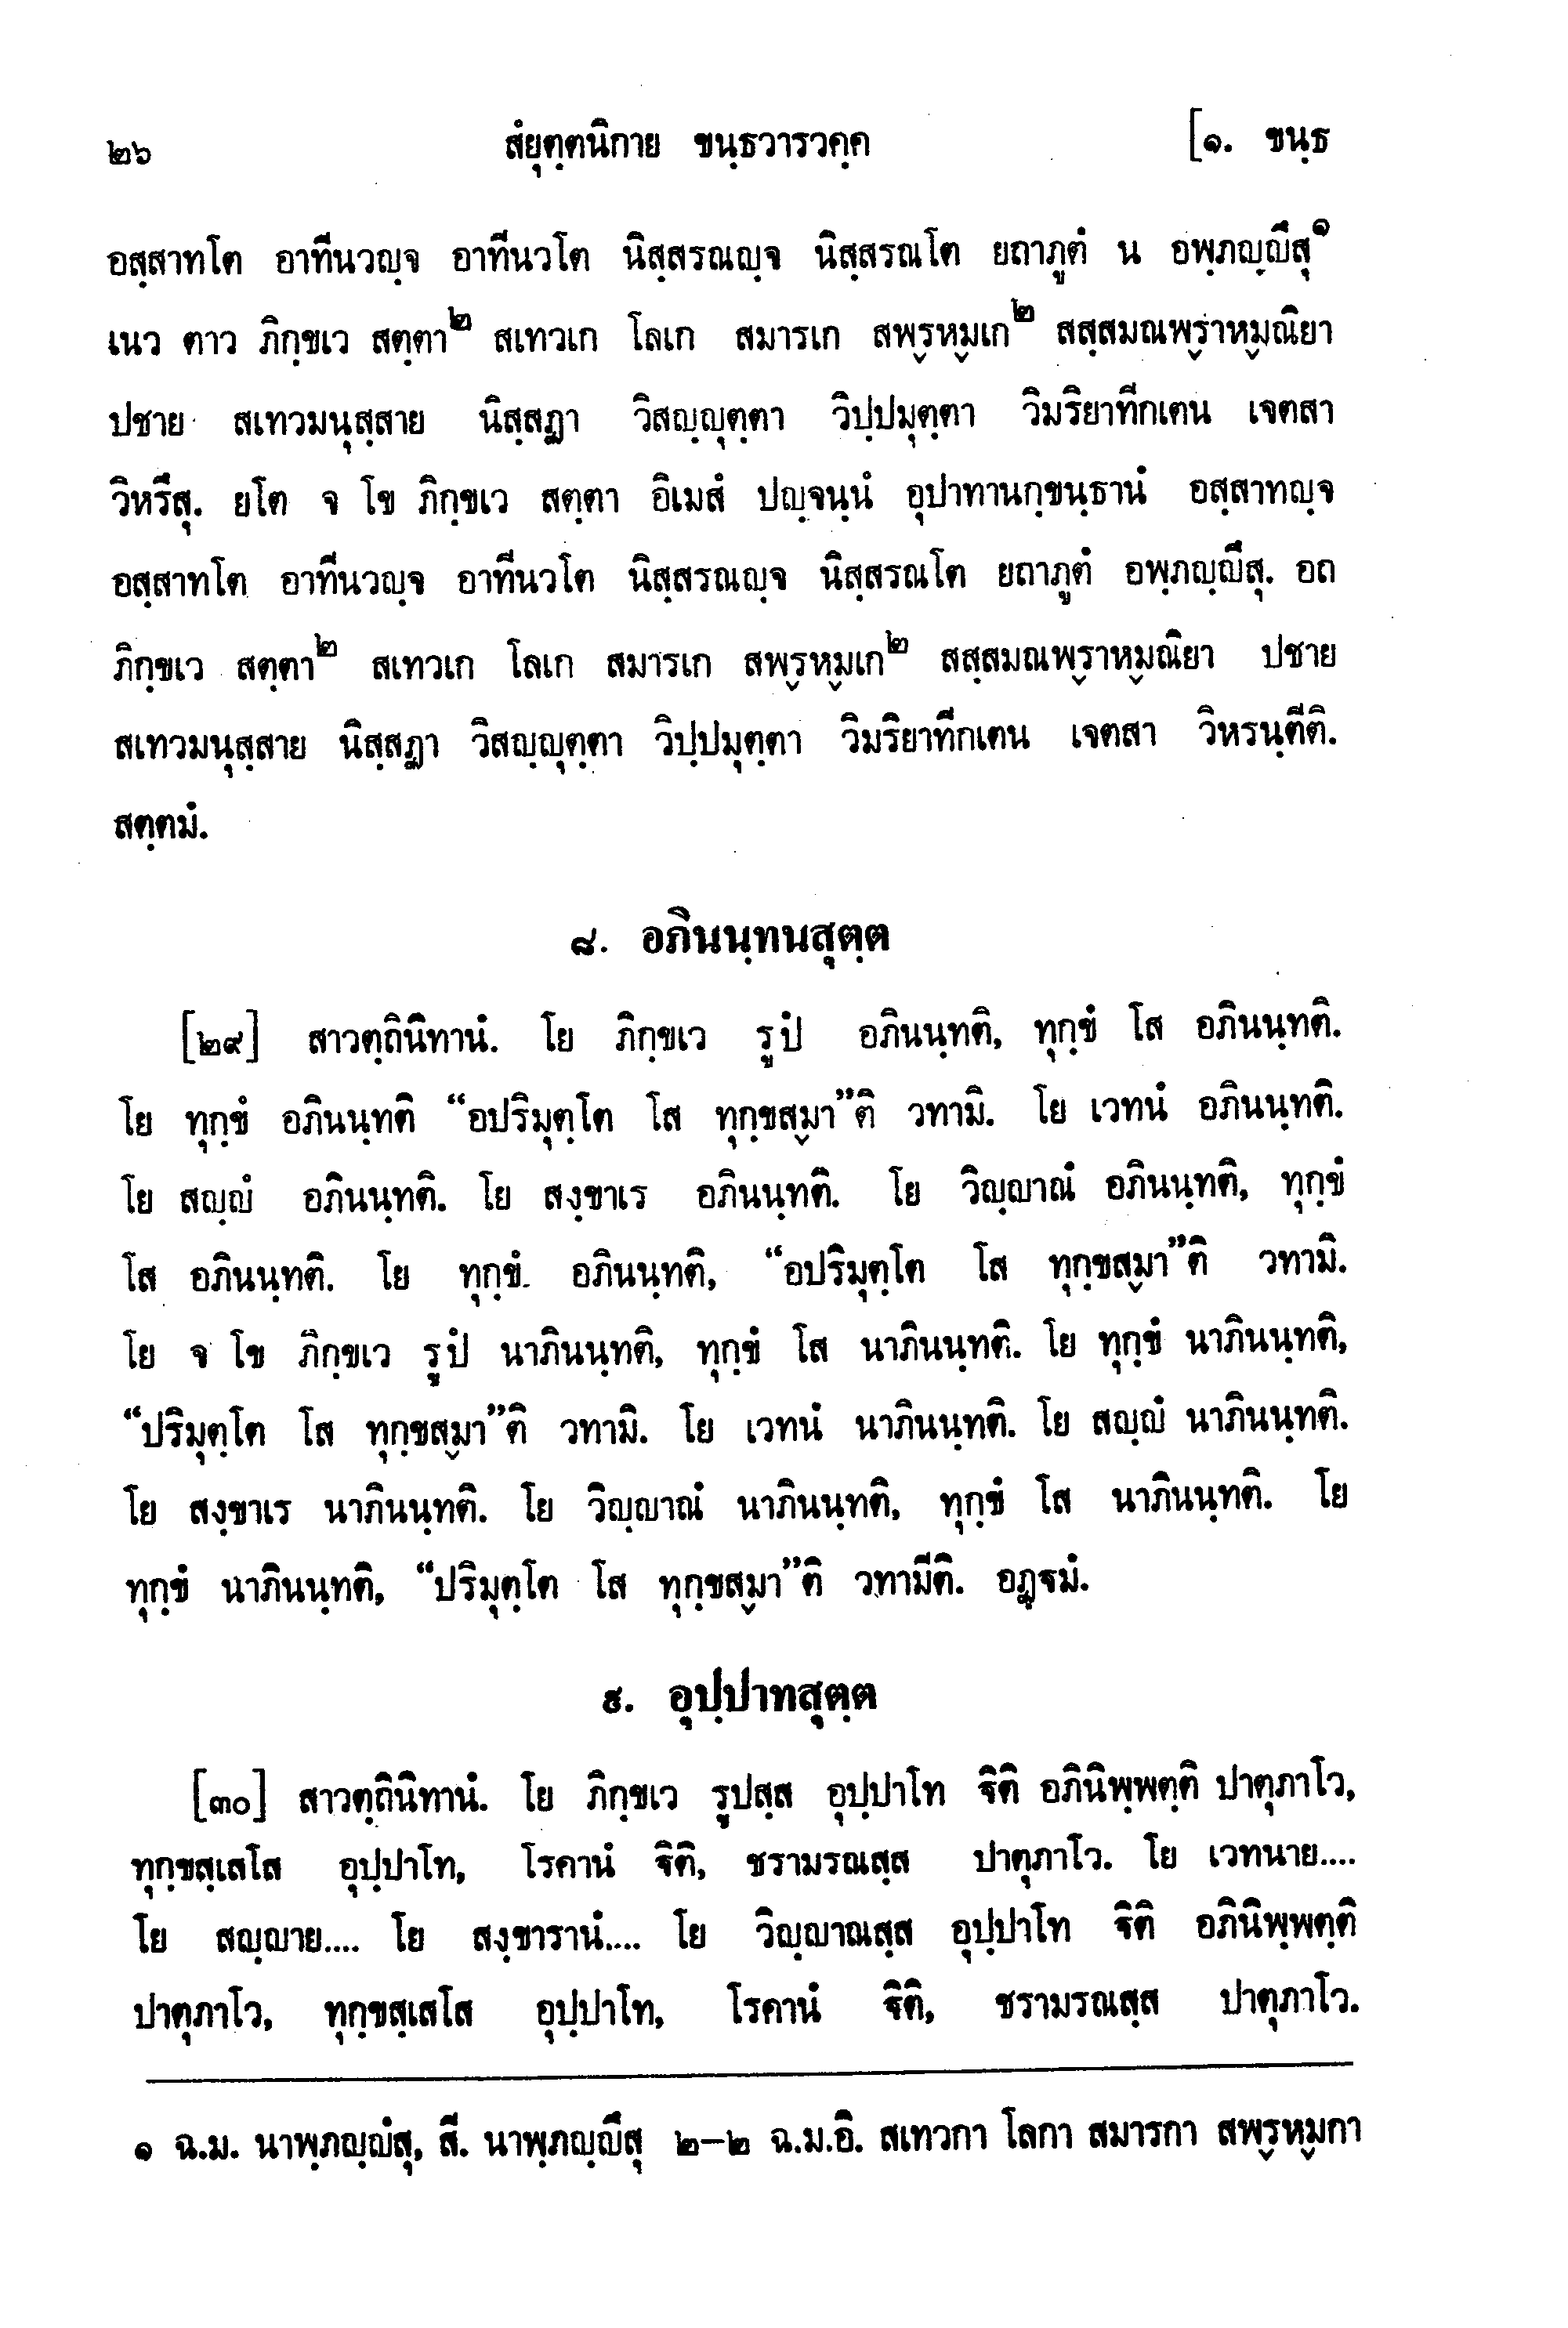 ๒๖ สํยุตฺตนิกาย ขนฺธวารวคฺค [๑. ขนฺธ
อสฺสาทโต อาทีนวญฺจ อาทีนวโต นิสฺสรณญฺจ นิสฺสรณโต ยถาภูตํ น อพฺภญฺญึสุ๑
เนว ตาว ภิกฺขเว สตฺตา๒ สเทวเก โลเก สมารเก สพฺรหฺมเก๒ สสฺสมณพฺราหฺมณิยา
ปชาย สเทวมนุสฺสาย นิสฺสฏา วิสญฺญุตฺตา วิปฺปมุตฺตา วิมริยาทีกเตน เจตสา
วิหรึสุ. ยโต จ โข ภิกฺขเว สตฺตา อิเมสํ ปญฺจนฺนํ อุปาทานกฺขนฺธานํ อสฺสาทญฺจ
อสฺสาทโต อาทีนวญฺจ อาทีนวโต นิสฺสรณญฺจ นิสฺสรณโต ยถาภูตํ อพฺภญฺญึสุ. อถ
ภิกฺขเว สตฺตา๒ สเทวเก โลเก สมารเก สพฺรหฺมเก๒ สสฺสมณพฺราหฺมณิยา ปชาย
สเทวมนุสฺสาย นิสฺสฏา วิสญฺญุตฺตา วิปฺปมุตฺตา วิมริยาทีกเตน เจตสา วิหรนฺตีติ.
สตฺตมํ.
๘. อภินนฺทนสุตฺต
[๒๙] สาวตฺถินิทานํ. โย ภิกฺขเว รูปํ อภินนฺทติ, ทุกฺขํ โส อภินนฺทติ.
โย ทุกฺขํ อภินนฺทติ “อปริมุตฺโต โส ทุกฺขสฺมา”ติ วทามิ. โย เวทนํ อภินนฺทติ.
โย สญฺญํ อภินนฺทติ. โย สงฺขาเร อภินนฺทติ. โย วิญฺญาณํ อภินนฺทติ, ทุกฺขํ
โส อภินนฺทติ. โย ทุกฺขํ อภินนฺทติ, “อปริมุตฺโต โส ทุกฺขสฺมา”ติ วทามิ.
โย จ โข ภิกฺขเว รูปํ นาภินนฺทติ, ทุกฺขํ โส นาภินนฺทติ. โย ทุกฺขํ นาภินนฺทติ,
“ปริมุตฺโต โส ทุกฺขสฺมา”ติ วทามิ. โย เวทนํ นาภินนฺทติ. โย สญฺญํ นาภินนฺทติ.
โย สงฺขาเร นาภินนฺทติ. โย วิญฺญาณํ นาภินนฺทติ, ทุกฺขํ โส นาภินนฺทติ. โย
ทุกฺขํ นาภินนฺทติ, “ปริมุตฺโต โส ทุกฺขสฺมา”ติ วทามีติ. อฏฺฐมํ.
๙. อุปฺปาทสุตฺต
[๓๐] สาวตฺถินิทานํ. โย ภิกฺขเว รูปสฺส อุปฺปาโท ฐิติ อภินิพฺพตฺติ ปาตุภาโว,
ทุกฺขสฺเสโส อุปฺปาโท, โรคานํ ฐิติ, ชรามรณสฺส ปาตุภาโว. โย เวทนาย....
โย สญฺญาย.... โย สงฺขารานํ.... โย วิญฺญาณสฺส อุปฺปาโท ฐิติ อภินิพฺพตฺติ
ปาตุภาโว, ทุกฺขสฺเสโส อุปฺปาโท, โรคานํ ฐิติ, ชรามรณสฺส ปาตุภาโว.
๑ ฉ.ม. นาพฺภญฺญํสุ, สี. นาพฺภญฺญึสุ ๒–๒ ฉ.ม.อิ. สเทวกา โลกา สมารกา สพฺรหฺมกา